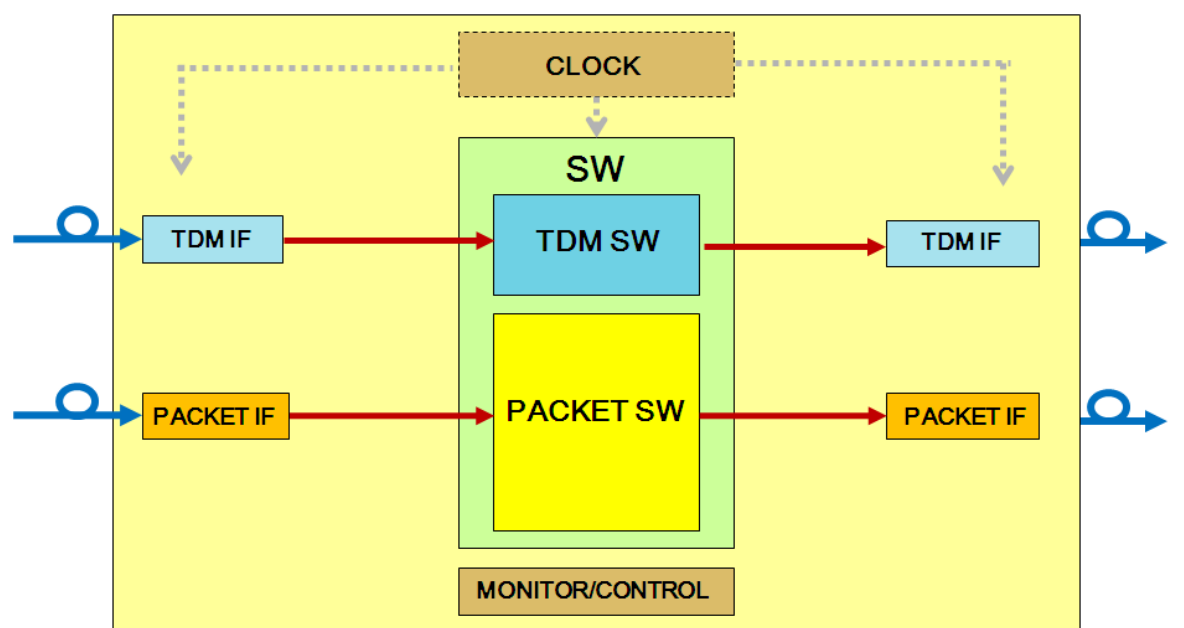 CLOCK
SW
TDM IF
TDM SW
TDM IF
PACKET IF
PACKET SW
PACKET IF
MONITOR/CONTROL